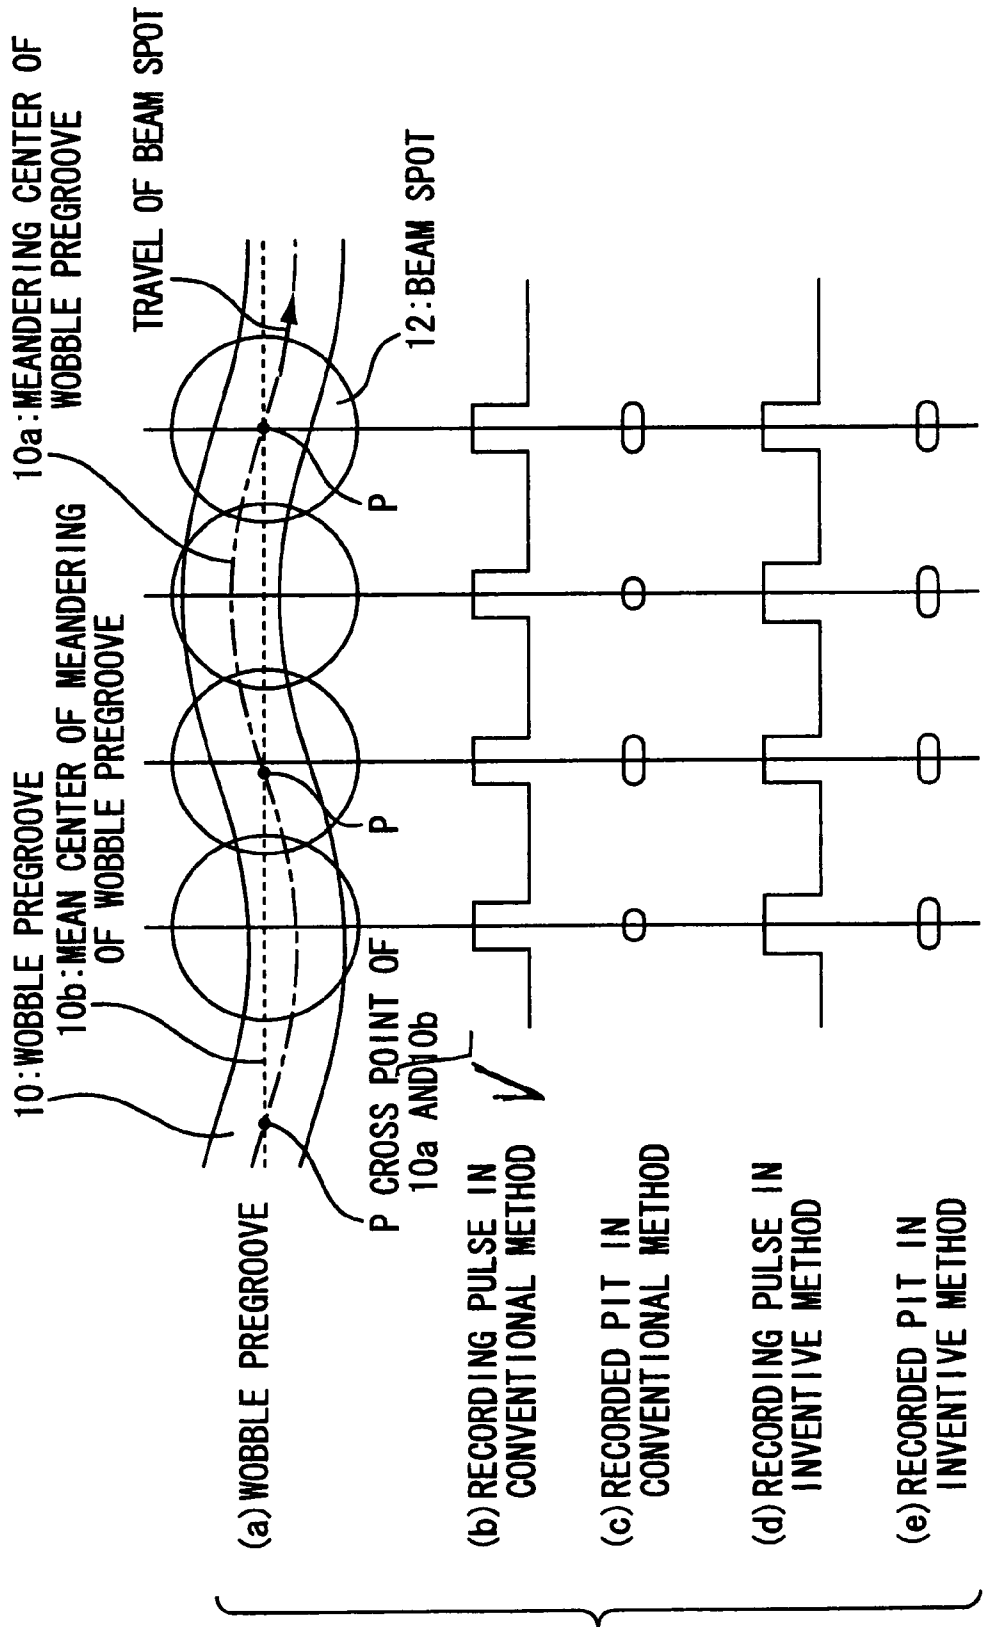 10:WOBBLE PREGROOVE
10b:MEAN CENTER OF MEANDERING
OF WOBBLE PREGROOVE
10a:MEANDERING CENTER OF
WOBBLE PREGROOVE
TRAVEL OF BEAM SPOT
(a)WOBBLE PREGROOVE
P
P
12:BEAM SPOT
P CROSS POINT OF
10a AND10b
(b)RECORDING PULSE IN
CONVENTIONAL METHOD
(c)RECORDED PIT IN
CONVENTIONAL METHOD
(d)RECORDING PULSE IN
INVENTIVE METHOD
(e)RECORDED PIT IN
INVENTIVE METHOD